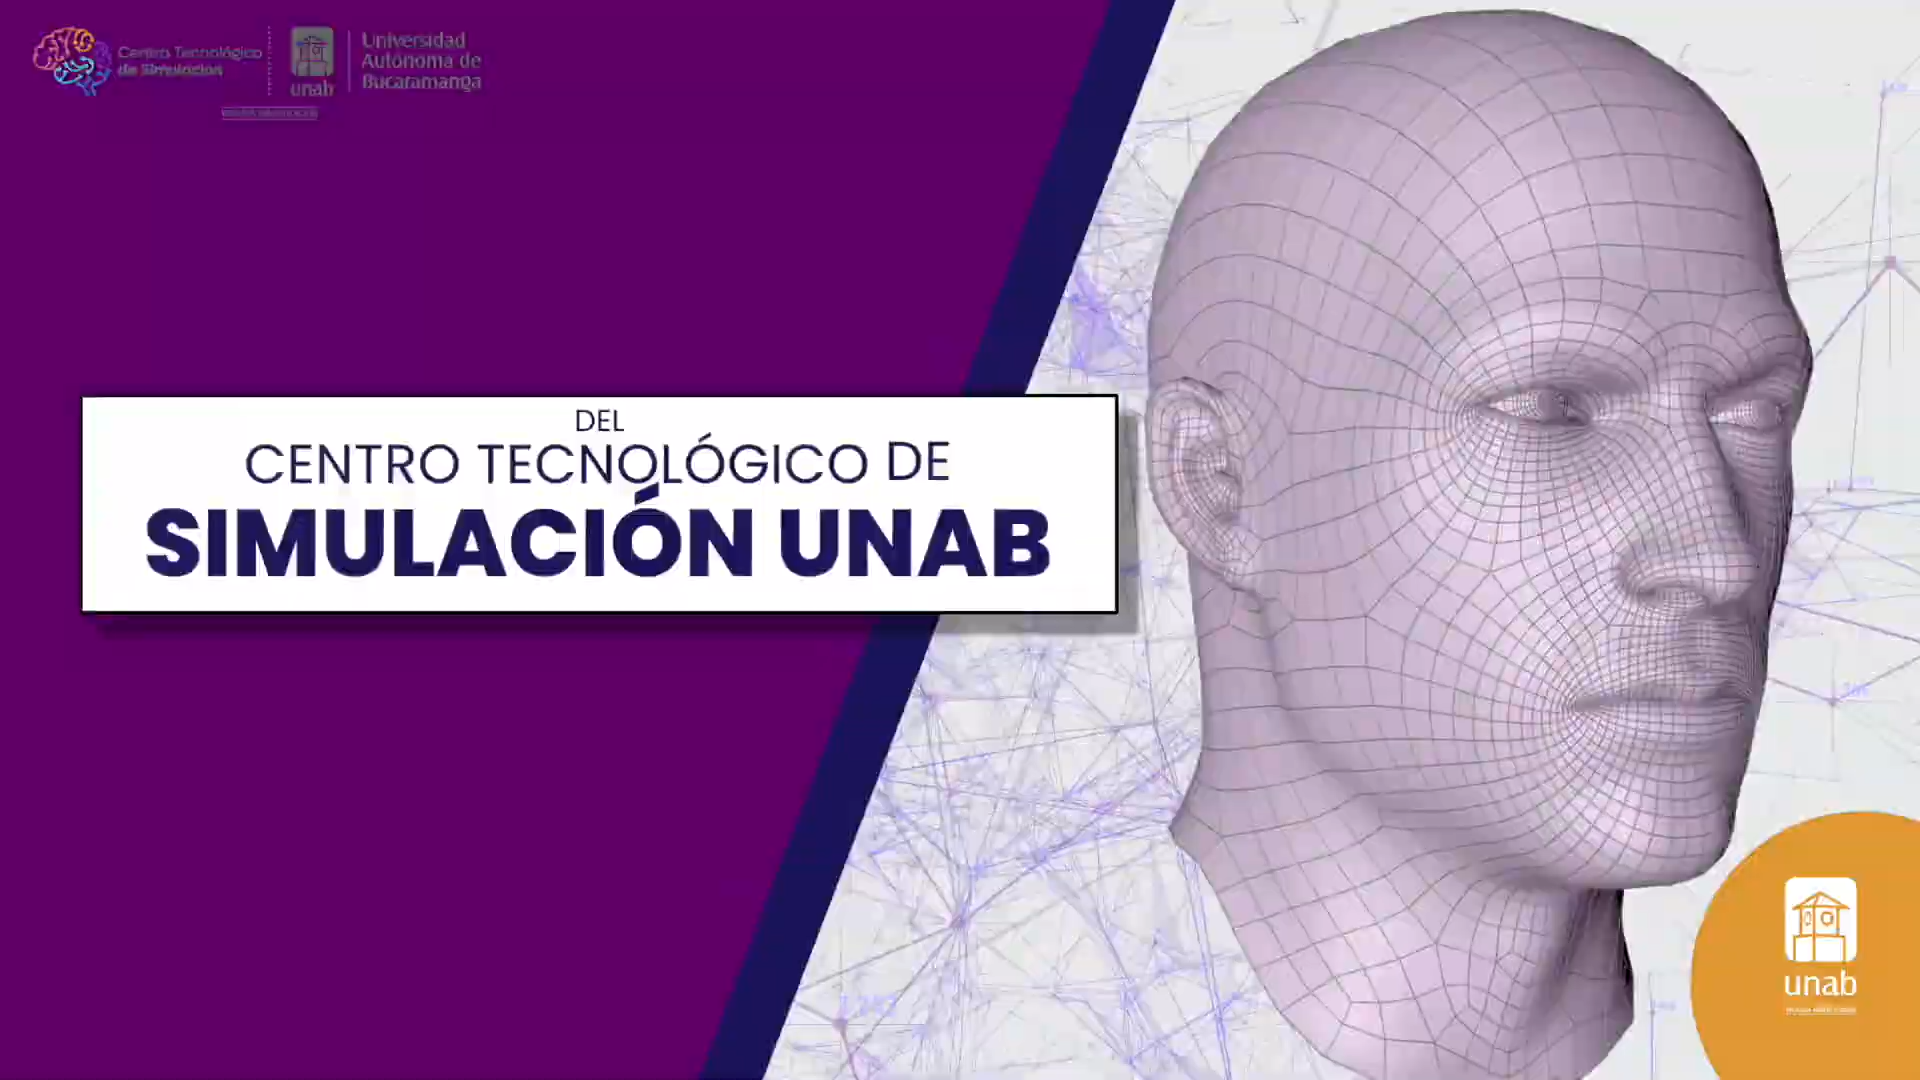 Centro Tecnológico
de Simulación
unab
Universidad
Autónoma de
Bucaramanga
DEL
CENTRO TECNOLÓGICO DE
SIMULACIÓN UNAB
unab